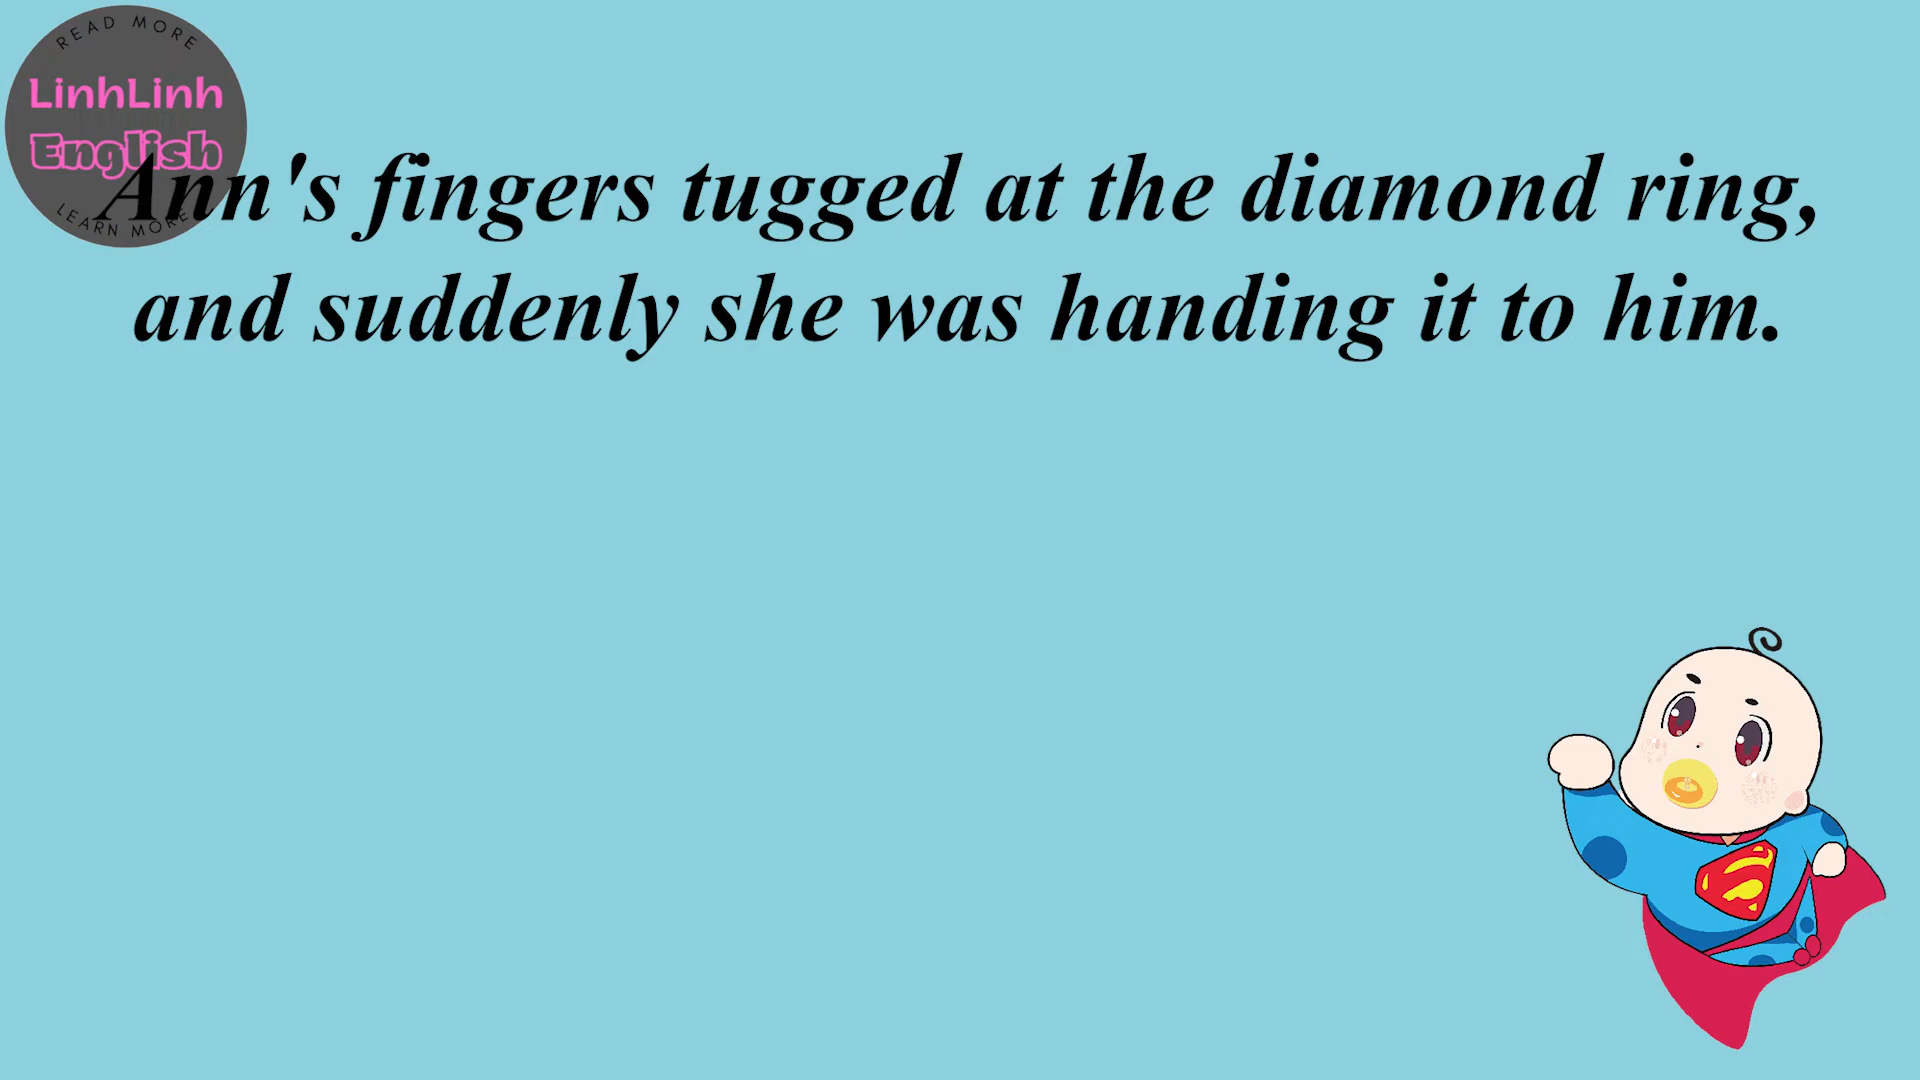 READ MORE
LinhLinh
English
LEARN MORE
Ann's fingers tugged at the diamond ring,
and suddenly she was handing it to him.